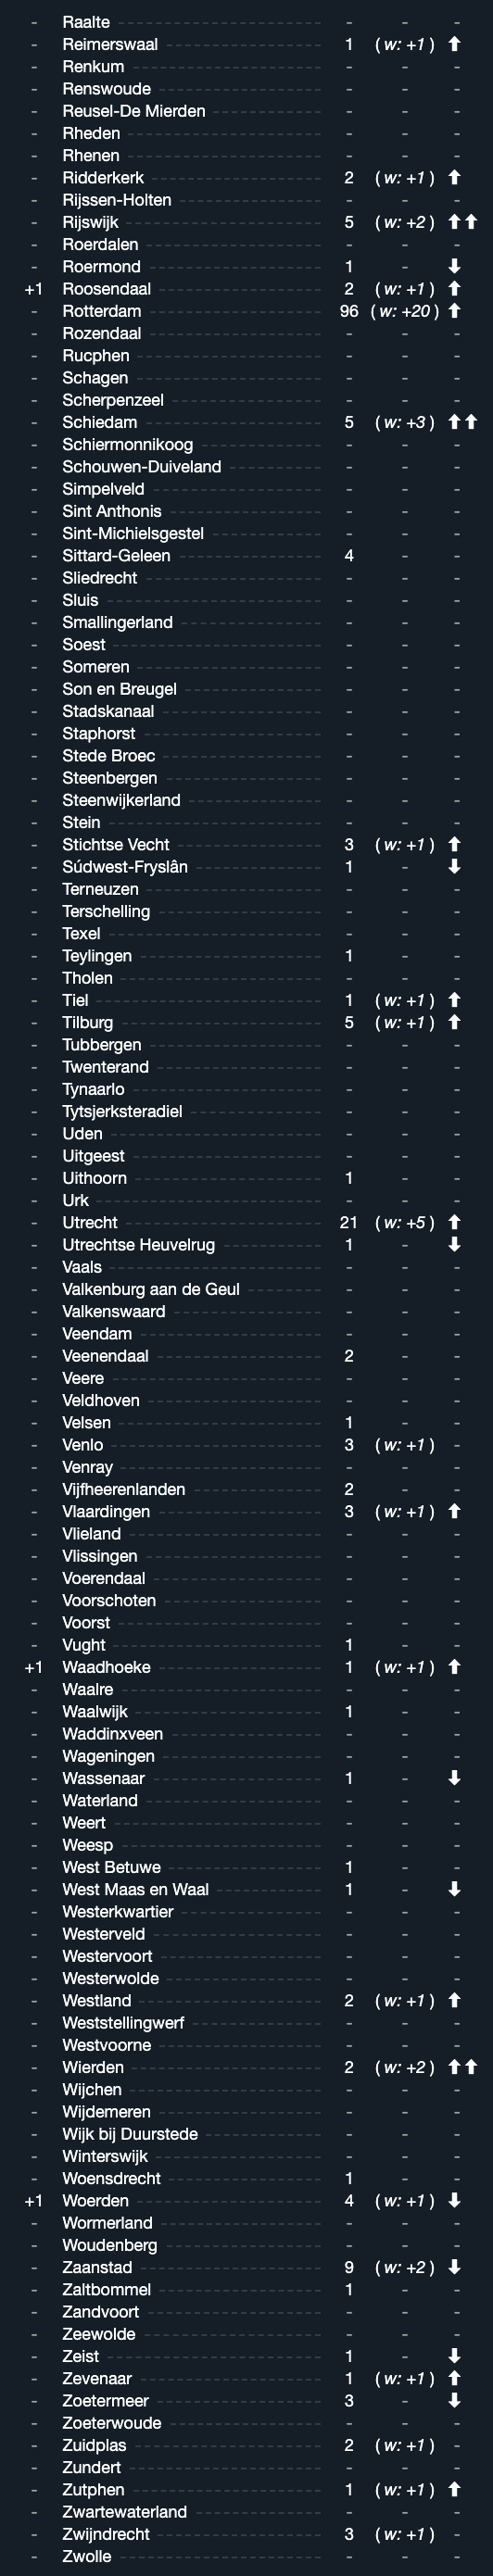 - Raalte - - -
- Reimerswaal 1 ( w: +1 ) ⬆
- Renkum - - -
- Renswoude - - -
- Reusel-De Mierden - - -
- Rheden - - -
- Rhenen - - -
- Ridderkerk 2 ( w: +1 ) ⬆
- Rijssen-Holten - - -
- Rijswijk 5 ( w: +2 ) ⬆⬆
- Roerdalen - - -
- Roermond 1 - ⬇
+1 Roosendaal 2 ( w: +1 ) ⬆
- Rotterdam 96 ( w: +20 ) ⬆
- Rozendaal - - -
- Rucphen - - -
- Schagen - - -
- Scherpenzeel - - -
- Schiedam 5 ( w: +3 ) ⬆⬆
- Schiermonnikoog - - -
- Schouwen-Duiveland - - -
- Simpelveld - - -
- Sint Anthonis - - -
- Sint-Michielsgestel - - -
- Sittard-Geleen 4 - -
- Sliedrecht - - -
- Sluis - - -
- Smallingerland - - -
- Soest - - -
- Someren - - -
- Son en Breugel - - -
- Stadskanaal - - -
- Staphorst - - -
- Stede Broec - - -
- Steenbergen - - -
- Steenwijkerland - - -
- Stein - - -
- Stichtse Vecht 3 ( w: +1 ) ⬆
- Súdwest-Fryslân 1 - ⬇
- Terneuzen - - -
- Terschelling - - -
- Texel - - -
- Teylingen 1 - -
- Tholen - - -
- Tiel 1 ( w: +1 ) ⬆
- Tilburg 5 ( w: +1 ) ⬆
- Tubbergen - - -
- Twenterand - - -
- Tynaarlo - - -
- Tytsjerksteradiel - - -
- Uden - - -
- Uitgeest - - -
- Uithoorn 1 - -
- Urk - - -
- Utrecht 21 ( w: +5 ) ⬆
- Utrechtse Heuvelrug 1 - ⬇
- Vaals - - -
- Valkenburg aan de Geul - - -
- Valkenswaard - - -
- Veendam - - -
- Veenendaal 2 - -
- Veere - - -
- Veldhoven - - -
- Velsen 1 - -
- Venlo 3 ( w: +1 ) -
- Venray - - -
- Vijfheerenlanden 2 - -
- Vlaardingen 3 ( w: +1 ) ⬆
- Vlieland - - -
- Vlissingen - - -
- Voerendaal - - -
- Voorschoten - - -
- Voorst - - -
- Vught 1 - -
+1 Waadhoeke 1 ( w: +1 ) ⬆
- Waalre - - -
- Waalwijk 1 - -
- Waddinxveen - - -
- Wageningen - - -
- Wassenaar 1 - ⬇
- Waterland - - -
- Weert - - -
- Weesp - - -
- West Betuwe 1 - -
- West Maas en Waal 1 - ⬇
- Westerkwartier - - -
- Westerveld - - -
- Westervoort - - -
- Westerwolde - - -
- Westland 2 ( w: +1 ) ⬆
- Weststellingwerf - - -
- Westvoorne - - -
- Wierden 2 ( w: +2 ) ⬆⬆
- Wijchen - - -
- Wijdemeren - - -
- Wijk bij Duurstede - - -
- Winterswijk - - -
- Woensdrecht 1 - -
+1 Woerden 4 ( w: +1 ) ⬇
- Wormerland - - -
- Woudenberg - - -
- Zaanstad 9 ( w: +2 ) ⬇
- Zaltbommel 1 - -
- Zandvoort - - -
- Zeewolde - - -
- Zeist 1 - ⬇
- Zevenaar 1 ( w: +1 ) ⬆
- Zoetermeer 3 - ⬇
- Zoeterwoude - - -
- Zuidplas 2 ( w: +1 ) -
- Zundert - - -
- Zutphen 1 ( w: +1 ) ⬆
- Zwartewaterland - - -
- Zwijndrecht 3 ( w: +1 ) -
- Zwolle - - -